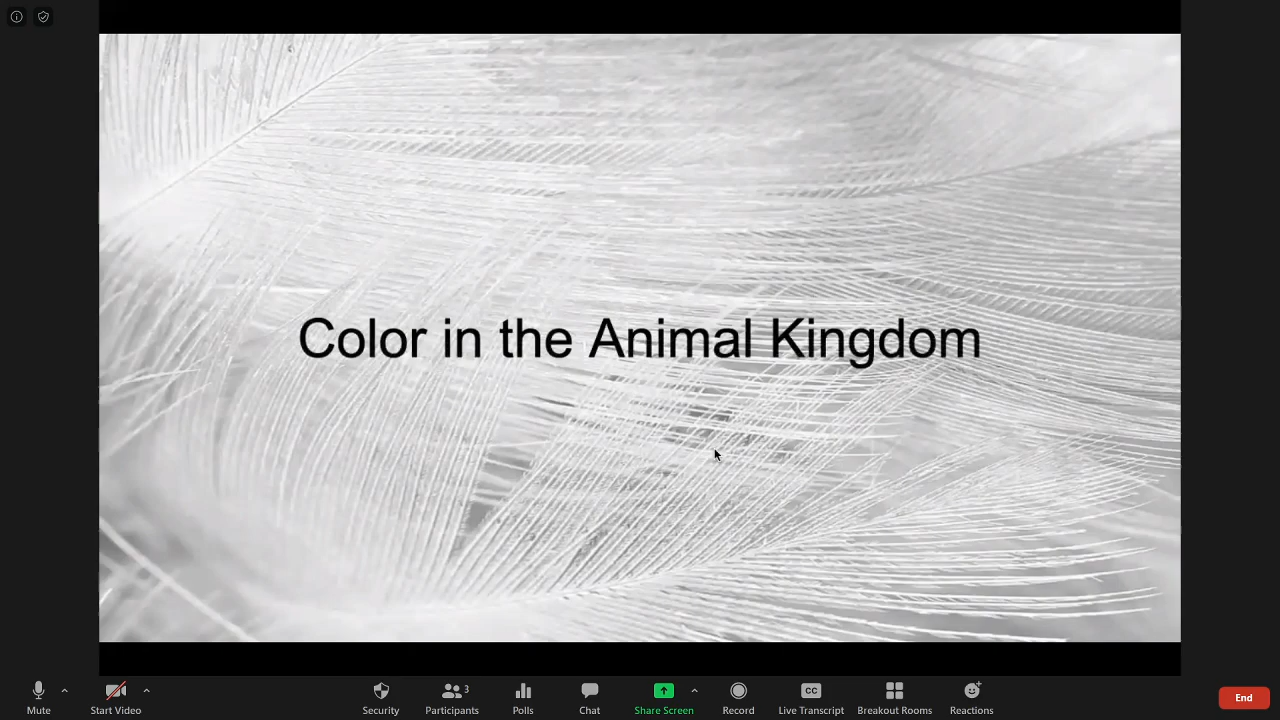 Color in the Animal Kingdom
Mute
Start Video
Security
Participants
3
Polls
Chat
Share Screen
Record
CC
Live Transcript
Breakout Rooms
Reactions
End